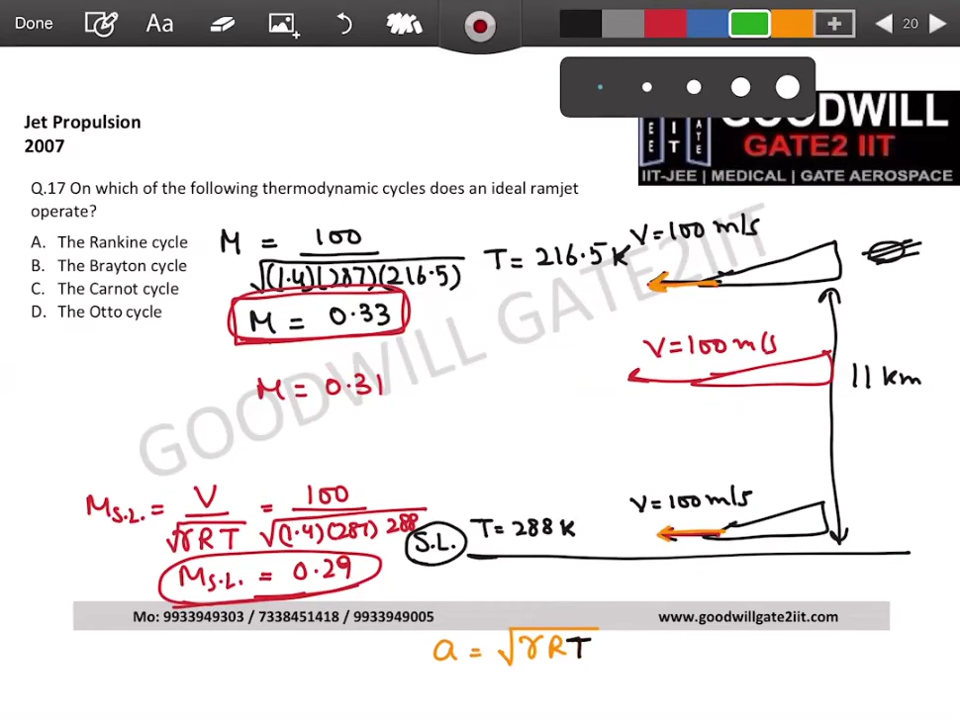 Done
Aa
20
Jet Propulsion
2007
GOODWILL
GATE2 IIT
IIT-JEE | MEDICAL | GATE AEROSPACE
Q.17 On which of the following thermodynamic cycles does an ideal ramjet
operate?
A. The Rankine cycle
B. The Brayton cycle
C. The Carnot cycle
D. The Otto cycle
M = 100 / √(1.4)(287)(216.5)
T = 216.5 K
V = 100 m/s
M = 0.33
V = 100 m/s
M = 0.31
11 km
GOODWILL GATE2IIT
M S.L. = V / √γRT = 100 / √(1.4)(287) 288
V = 100 m/s
S.L. T = 288 K
M S.L. = 0.29
Mo: 9933949303 / 7338451418 / 9933949005
www.goodwillgate2iit.com
a = √γRT